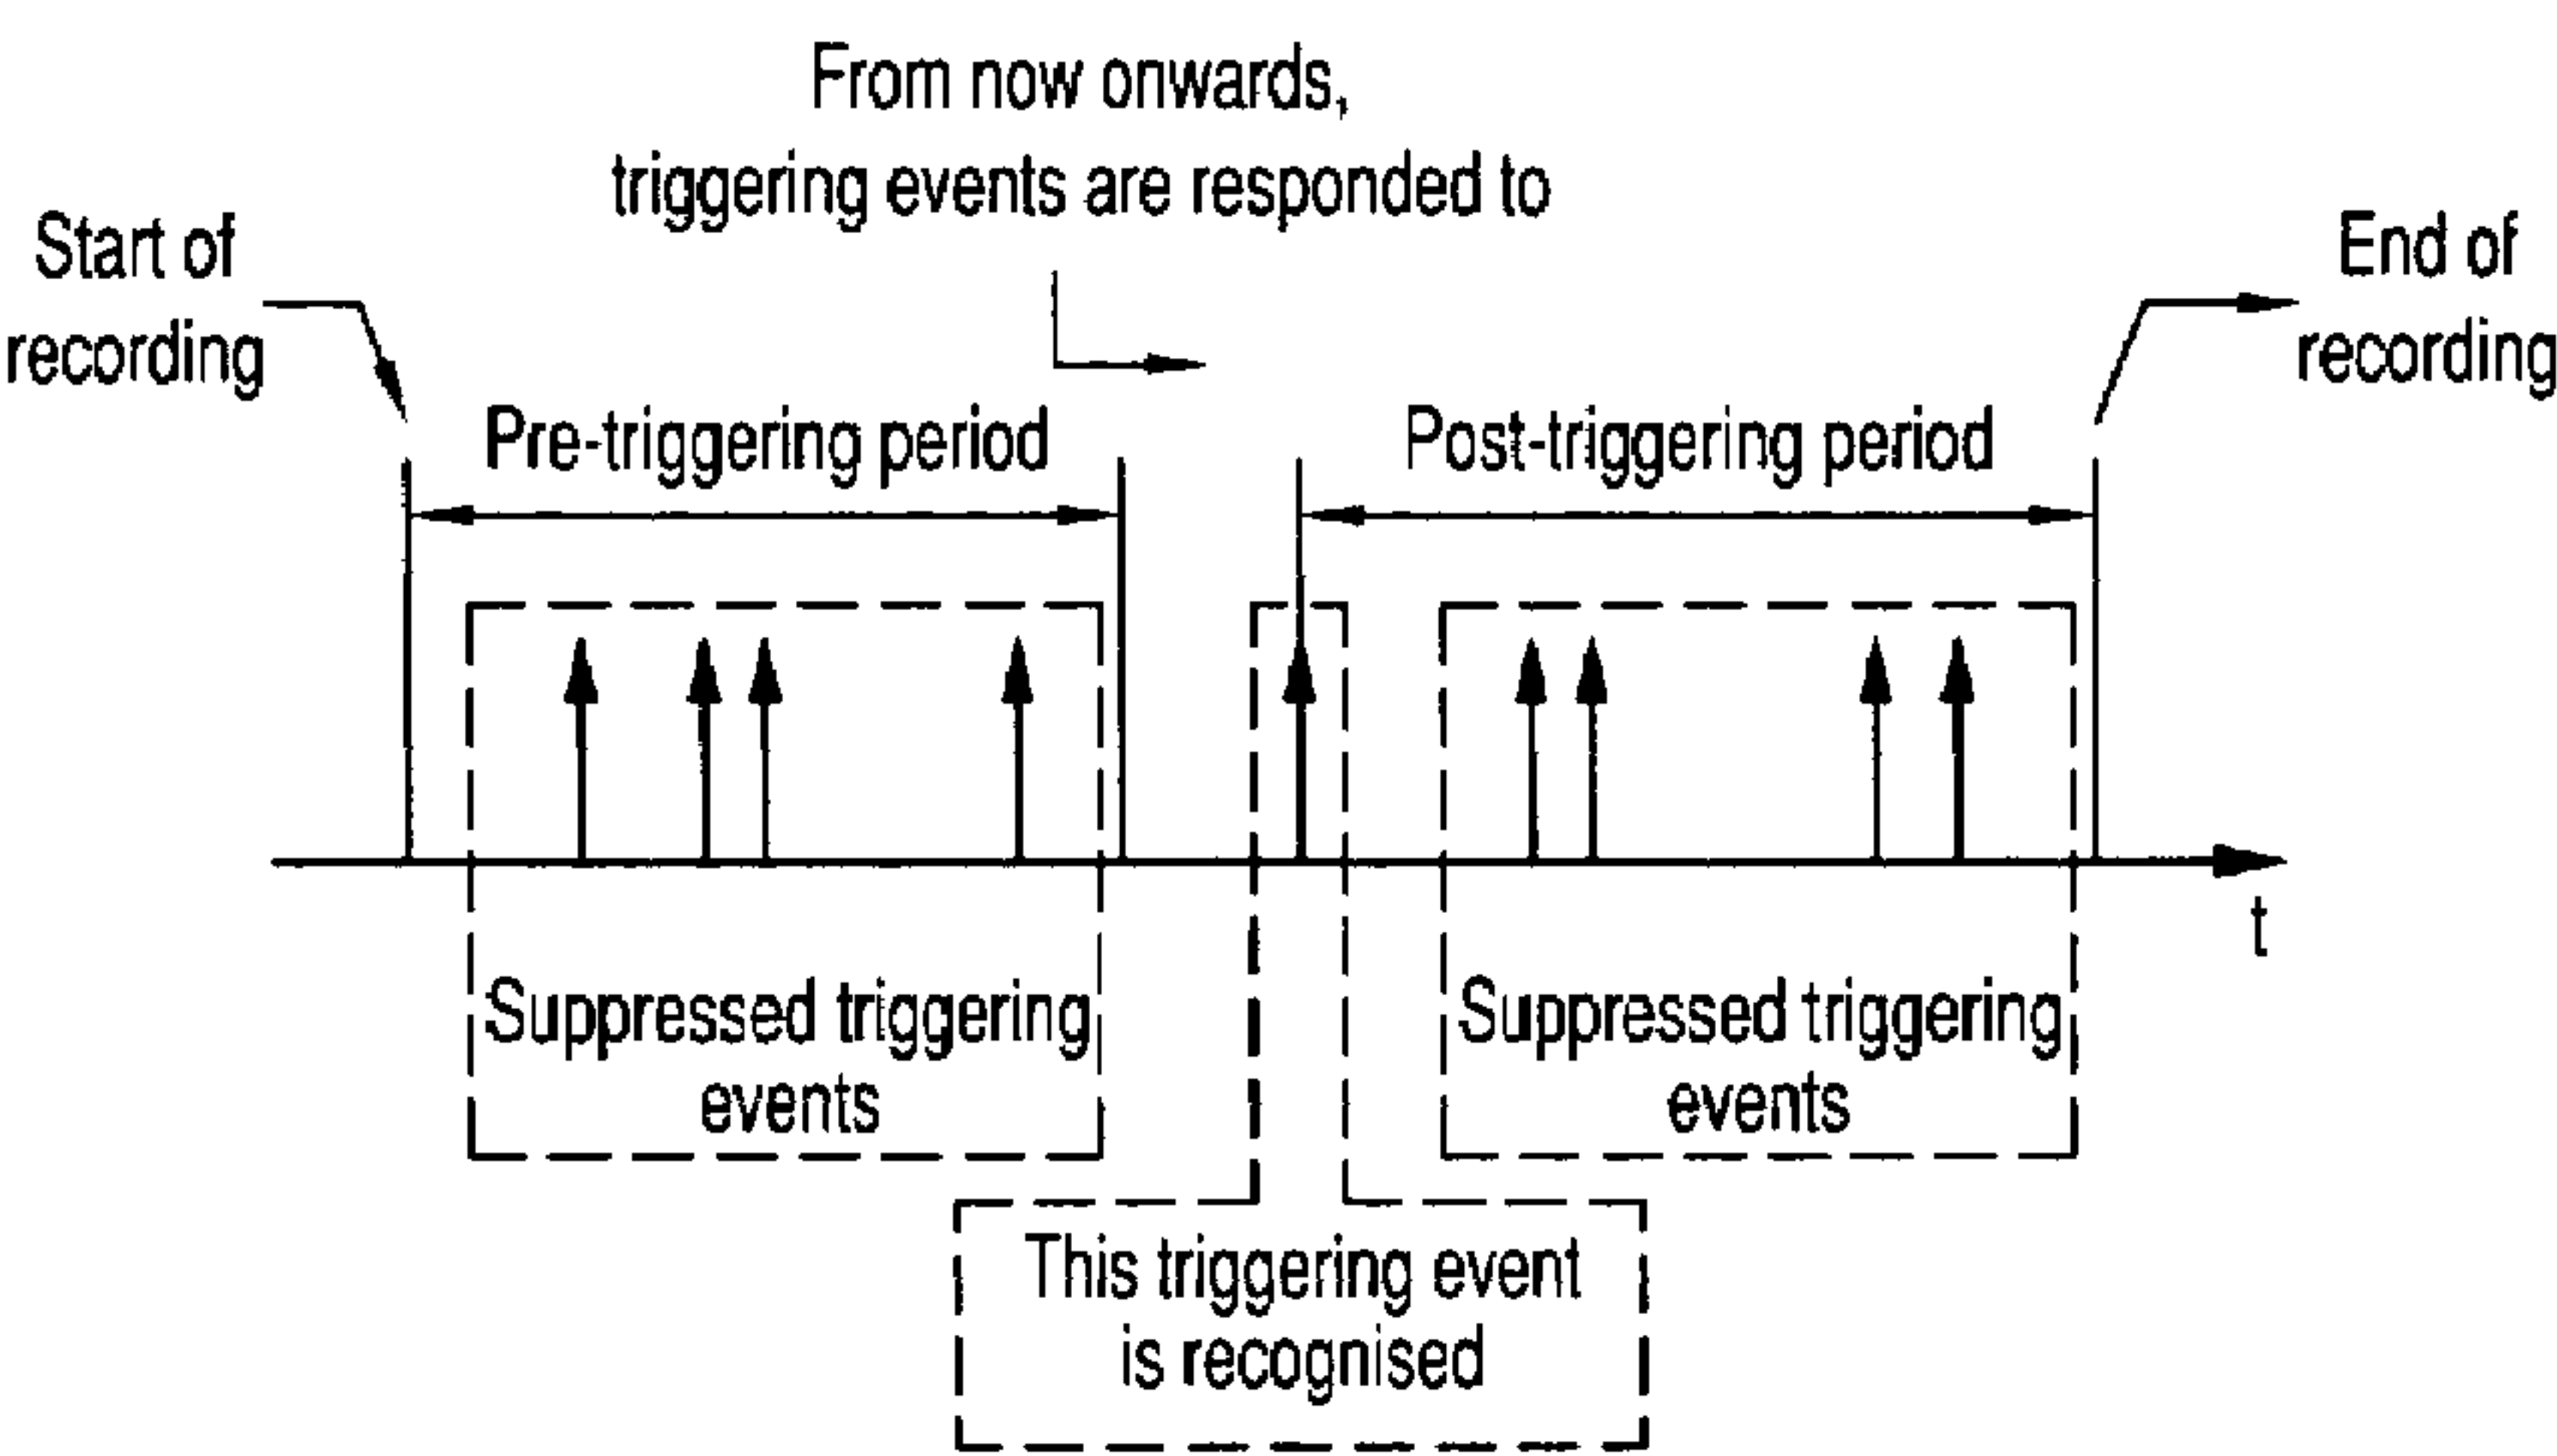 From now onwards,
triggering events are responded to
Start of
recording
End of
recording
Pre-triggering period
Post-triggering period
t
Suppressed triggering
events
Suppressed triggering
events
This triggering event
is recognised